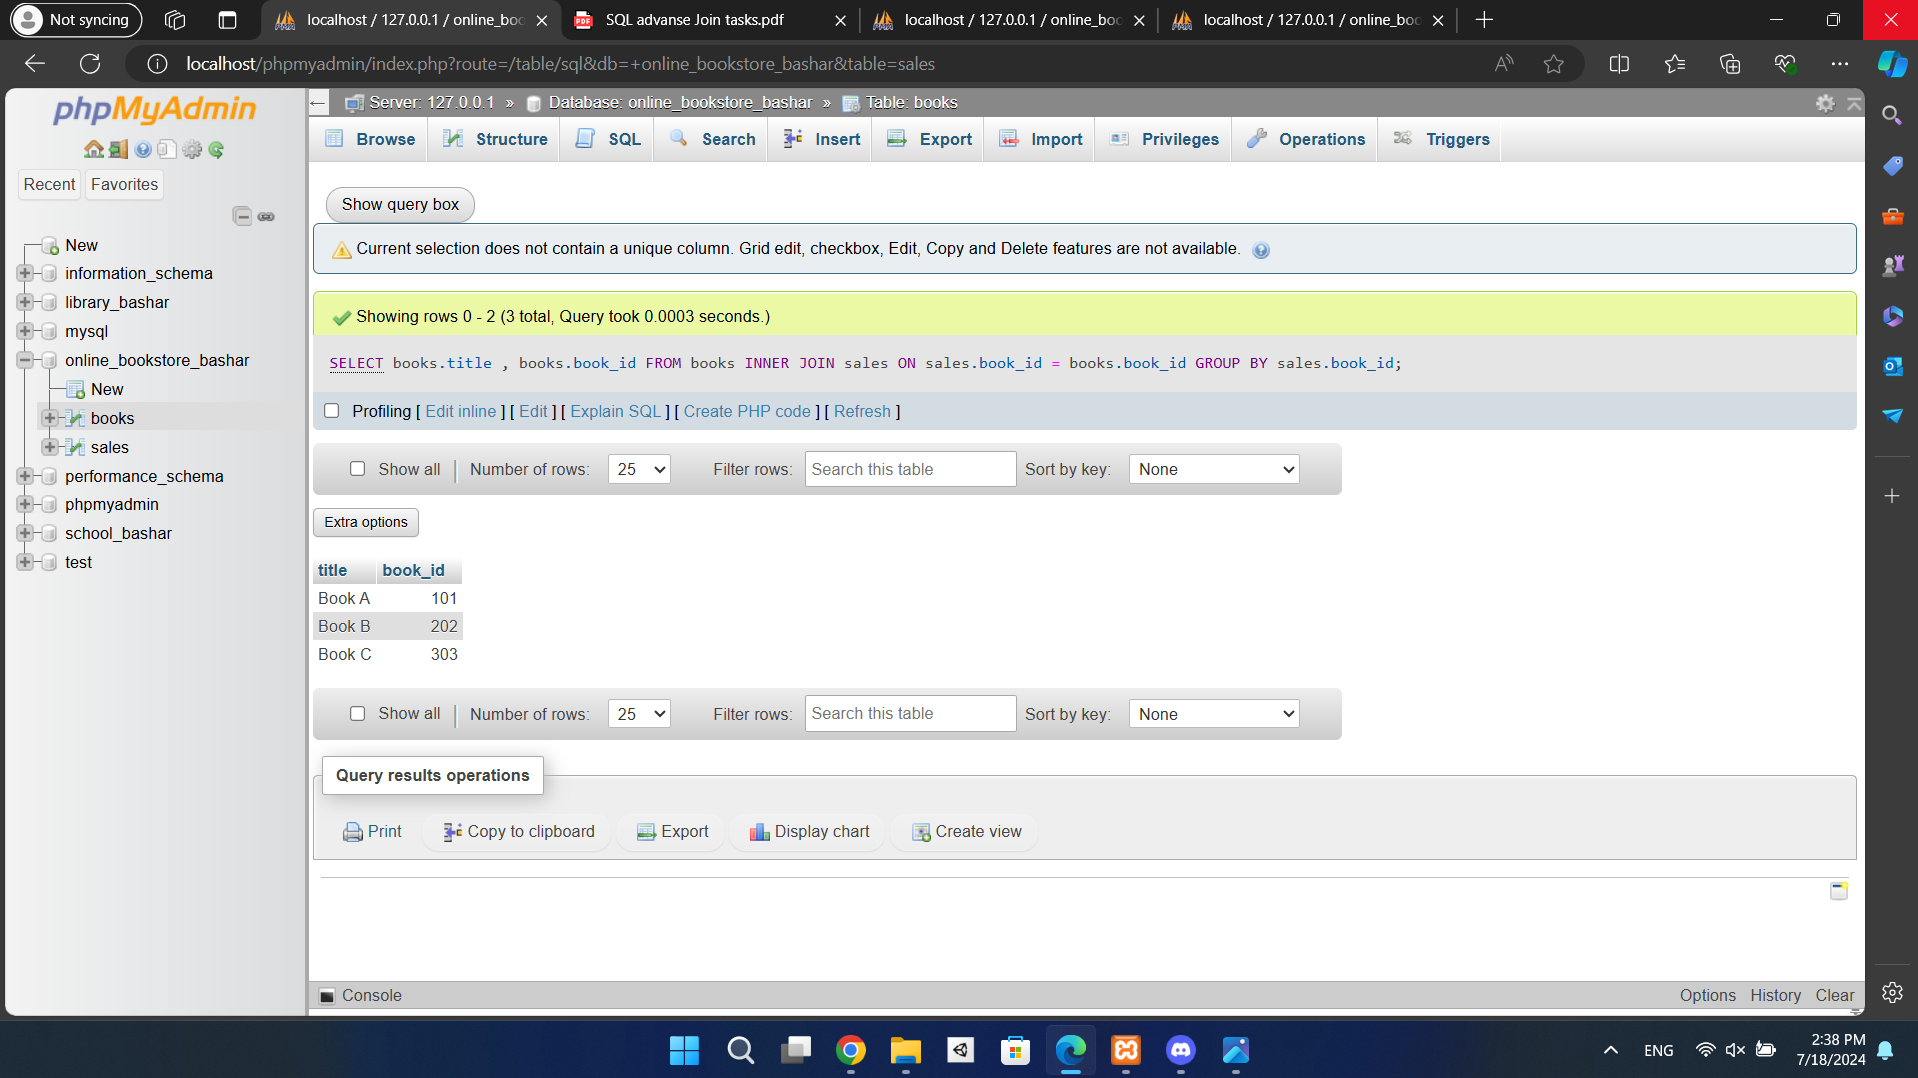 Not syncing
localhost / 127.0.0.1 / online_boo
SQL advanse Join tasks.pdf
localhost / 127.0.0.1 / online_boo
localhost / 127.0.0.1 / online_boo
localhost/phpmyadmin/index.php?route=/table/sql&db=+online_bookstore_bashar&table=sales
phpMyAdmin
Recent
Favorites
New
information_schema
library_bashar
mysql
online_bookstore_bashar
New
books
sales
performance_schema
phpmyadmin
school_bashar
test
Server: 127.0.0.1 » Database: online_bookstore_bashar » Table: books
Browse
Structure
SQL
Search
Insert
Export
Import
Privileges
Operations
Triggers
Show query box
Current selection does not contain a unique column. Grid edit, checkbox, Edit, Copy and Delete features are not available.
Showing rows 0 - 2 (3 total, Query took 0.0003 seconds.)
SELECT books.title , books.book_id FROM books INNER JOIN sales ON sales.book_id = books.book_id GROUP BY sales.book_id;
Profiling [ Edit inline ] [ Edit ] [ Explain SQL ] [ Create PHP code ] [ Refresh ]
Show all | Number of rows: 25 Filter rows: Search this table Sort by key: None
Extra options
title book_id
Book A 101
Book B 202
Book C 303
Show all | Number of rows: 25 Filter rows: Search this table Sort by key: None
Query results operations
Print
Copy to clipboard
Export
Display chart
Create view
Console
Options History Clear
ENG
2:38 PM
7/18/2024